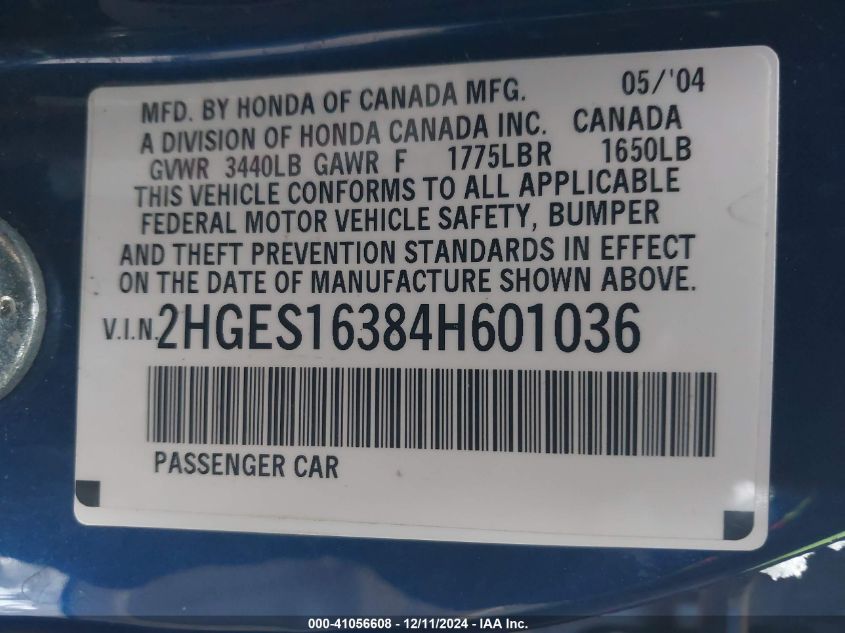 MFD. BY HONDA OF CANADA MFG. 05/'04
A DIVISION OF HONDA CANADA INC. CANADA
GVWR 3440LB GAWR F 1775LBR 1650LB
THIS VEHICLE CONFORMS TO ALL APPLICABLE
FEDERAL MOTOR VEHICLE SAFETY, BUMPER
AND THEFT PREVENTION STANDARDS IN EFFECT
ON THE DATE OF MANUFACTURE SHOWN ABOVE.
V.I.N. 2HGES16384H601036
PASSENGER CAR
000-41056608 - 12/11/2024 - IAA Inc.